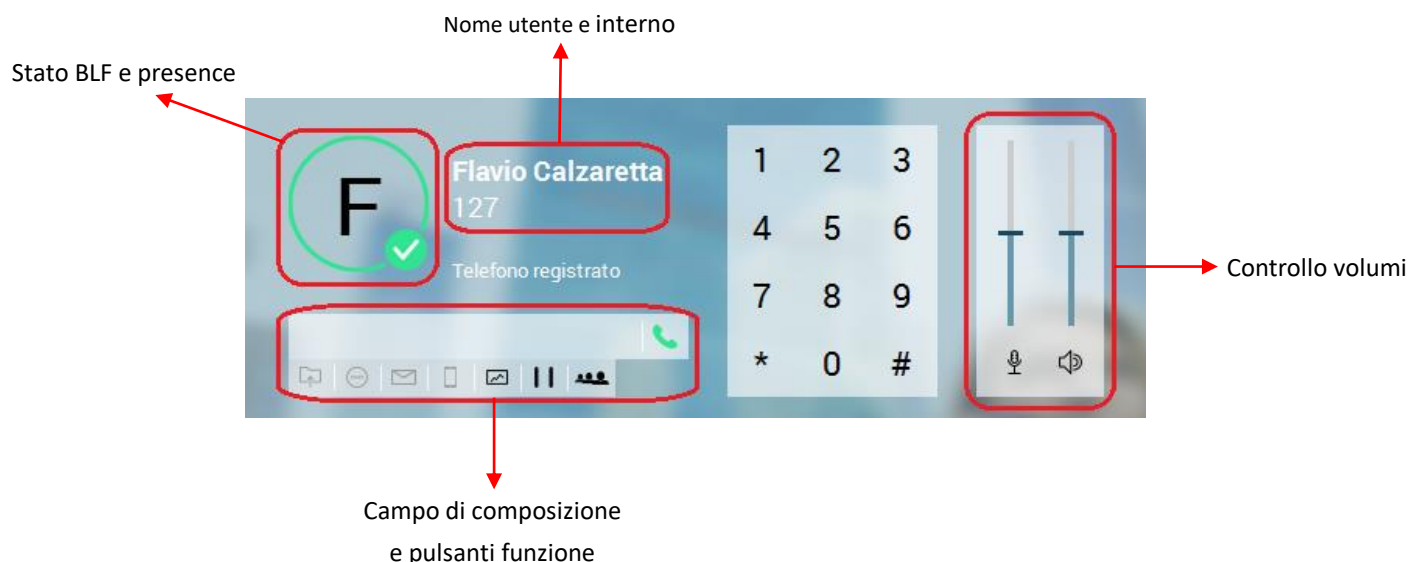 Nome utente e interno
Stato BLF e presence
F
Flavio Calzaretta
127
Telefono registrato
1 2 3
4 5 6
7 8 9
* 0 #
Controllo volumi
Campo di composizione
e pulsanti funzione